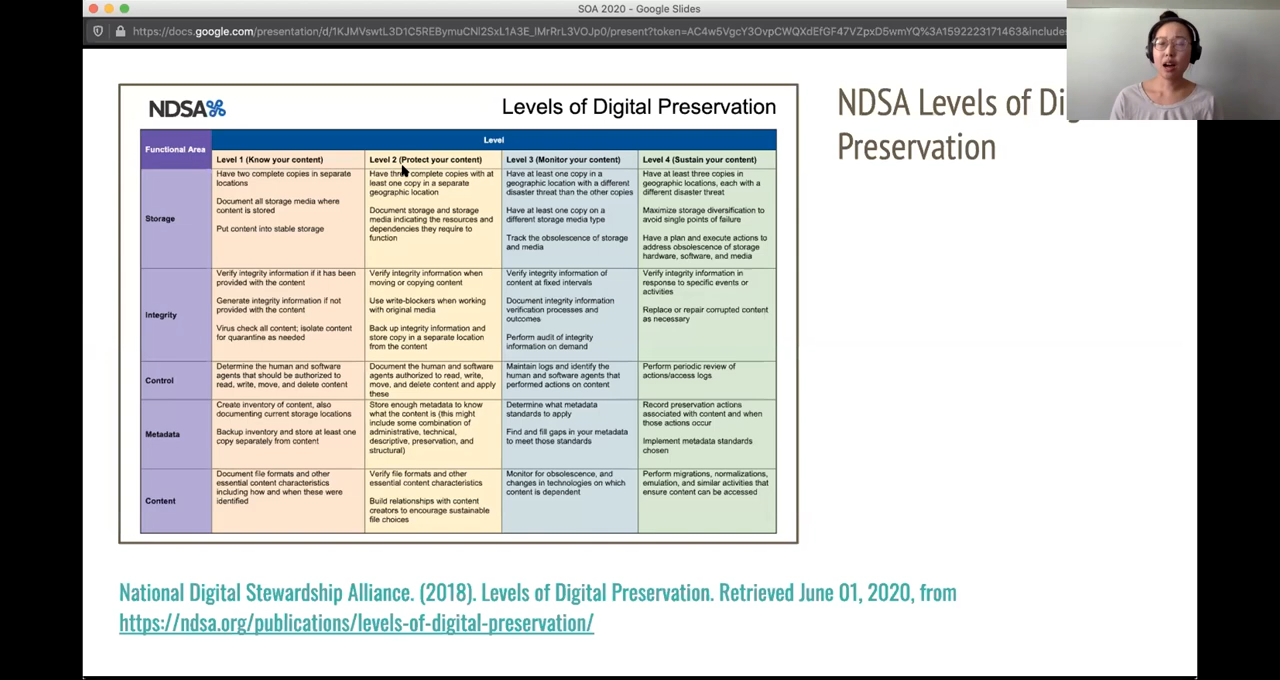 SOA 2020 - Google Slides
NDSA
Levels of Digital Preservation
Functional Area
Level
Level 1 (Know your content)
Level 2 (Protect your content)
Level 3 (Monitor your content)
Level 4 (Sustain your content)
Storage
Have two complete copies in separate
locations
Document all storage media where
content is stored
Put content into stable storage
Have three complete copies with at
least one copy in a separate
geographic location
Document storage and storage
media indicating the resources and
dependencies they require to
function
Have at least one copy in a
geographic location with a different
disaster threat than the other copies
Have at least one copy on a
different storage media type
Track the obsolescence of storage
and media
Have at least three copies in
geographic locations, each with a
different disaster threat
Maximize storage diversification to
avoid single points of failure
Have a plan and execute actions to
address obsolescence of storage
hardware, software, and media
Integrity
Verify integrity information if it has been
provided with the content
Generate integrity information if not
provided with the content
Virus check all content; isolate content
for quarantine as needed
Verify integrity information when
moving or copying content
Use write-blockers when working
with original media
Back up integrity information and
store copy in a separate location
from the content
Verify integrity information of
content at fixed intervals
Document integrity information
verification processes and
outcomes
Perform audit of integrity
information on demand
Verify integrity information in
response to specific events or
activities
Replace or repair corrupted content
as necessary
Control
Determine the human and software
agents that should be authorized to
read, write, move, and delete content
Document the human and software
agents authorized to read, write,
move, and delete content and apply
these
Maintain logs and identify the
human and software agents that
performed actions on content
Perform periodic review of
actions/access logs
Metadata
Create inventory of content, also
documenting current storage locations
Backup inventory and store at least one
copy separately from content
Store enough metadata to know
what the content is (this might
include some combination of
administrative, technical,
descriptive, preservation, and
structural)
Determine what metadata
standards to apply
Find and fill gaps in your metadata
to meet those standards
Record preservation actions
associated with content and when
those actions occur
Implement metadata standards
chosen
Content
Document file formats and other
essential content characteristics
including how and when these were
identified
Verify file formats and other
essential content characteristics
Build relationships with content
creators to encourage sustainable
file choices
Monitor for obsolescence, and
changes in technologies on which
content is dependent
Perform migrations, normalizations,
emulation, and similar activities that
ensure content can be accessed
NDSA Levels of Dig
Preservation
National Digital Stewardship Alliance. (2018). Levels of Digital Preservation. Retrieved June 01, 2020, from
https://ndsa.org/publications/levels-of-digital-preservation/